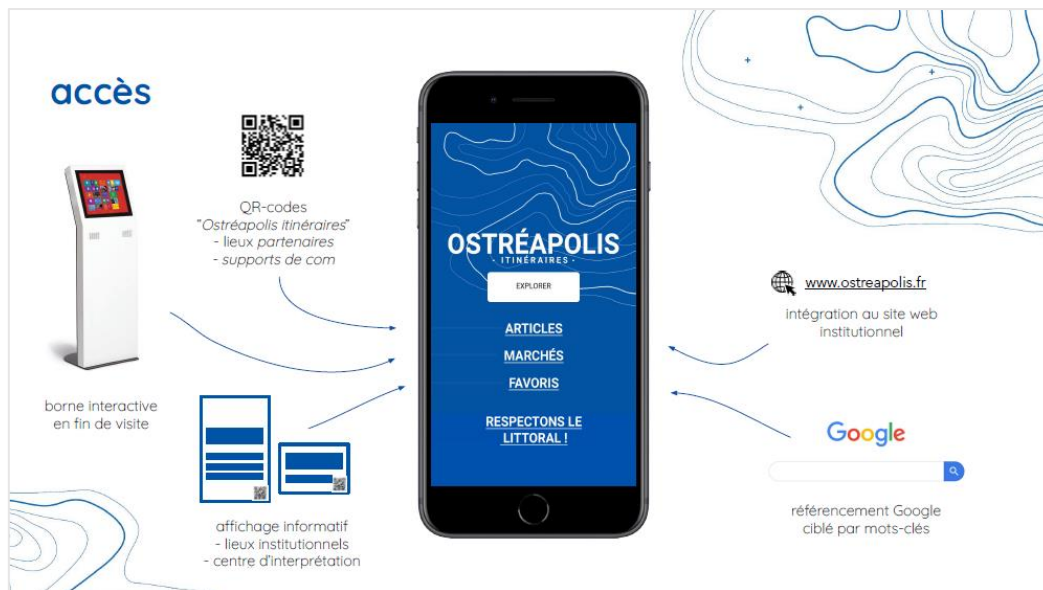 accès
QR-codes
"Ostréapolis itinéraires"
- lieux partenaires
- supports de com
borne interactive
en fin de visite
affichage informatif
- lieux institutionnels
- centre d'interprétation
OSTRÉAPOLIS
- ITINÉRAIRES -
EXPLORER
ARTICLES
MARCHÉS
FAVORIS
RESPECTONS LE
LITTORAL !
www.ostreapolis.fr
intégration au site web
institutionnel
Google
référencement Google
ciblé par mots-clés